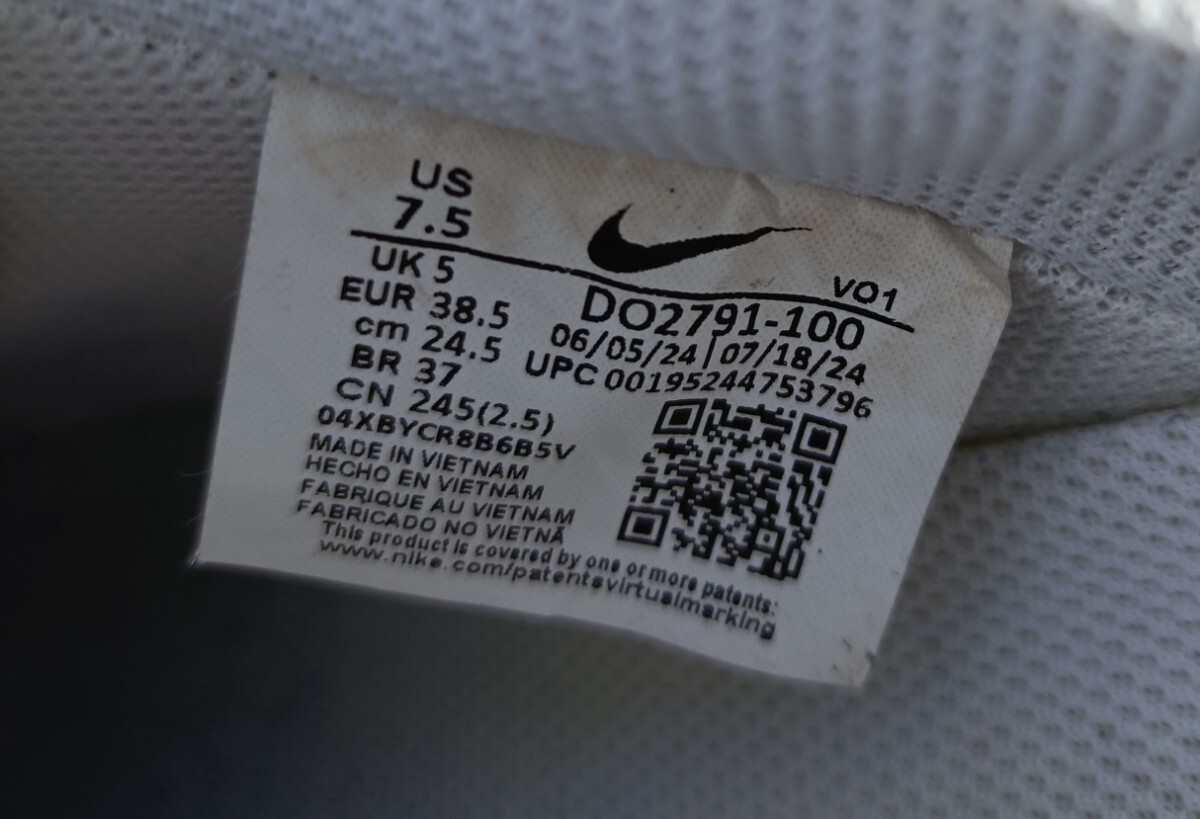 US
7.5
UK 5
EUR 38.5
cm 24.5
BR 37
CN 245(2.5)
04XBYCR8B6B5V
MADE IN VIETNAM
HECHO EN VIETNAM
FABRIQUE AU VIETNAM
FABRICADO NO VIETNÃ
This product is covered by one or more patents:
www.nike.com/patentsvirtualmarking
VO1
DO2791-100
06/05/24|07/18/24
UPC 00195244753796